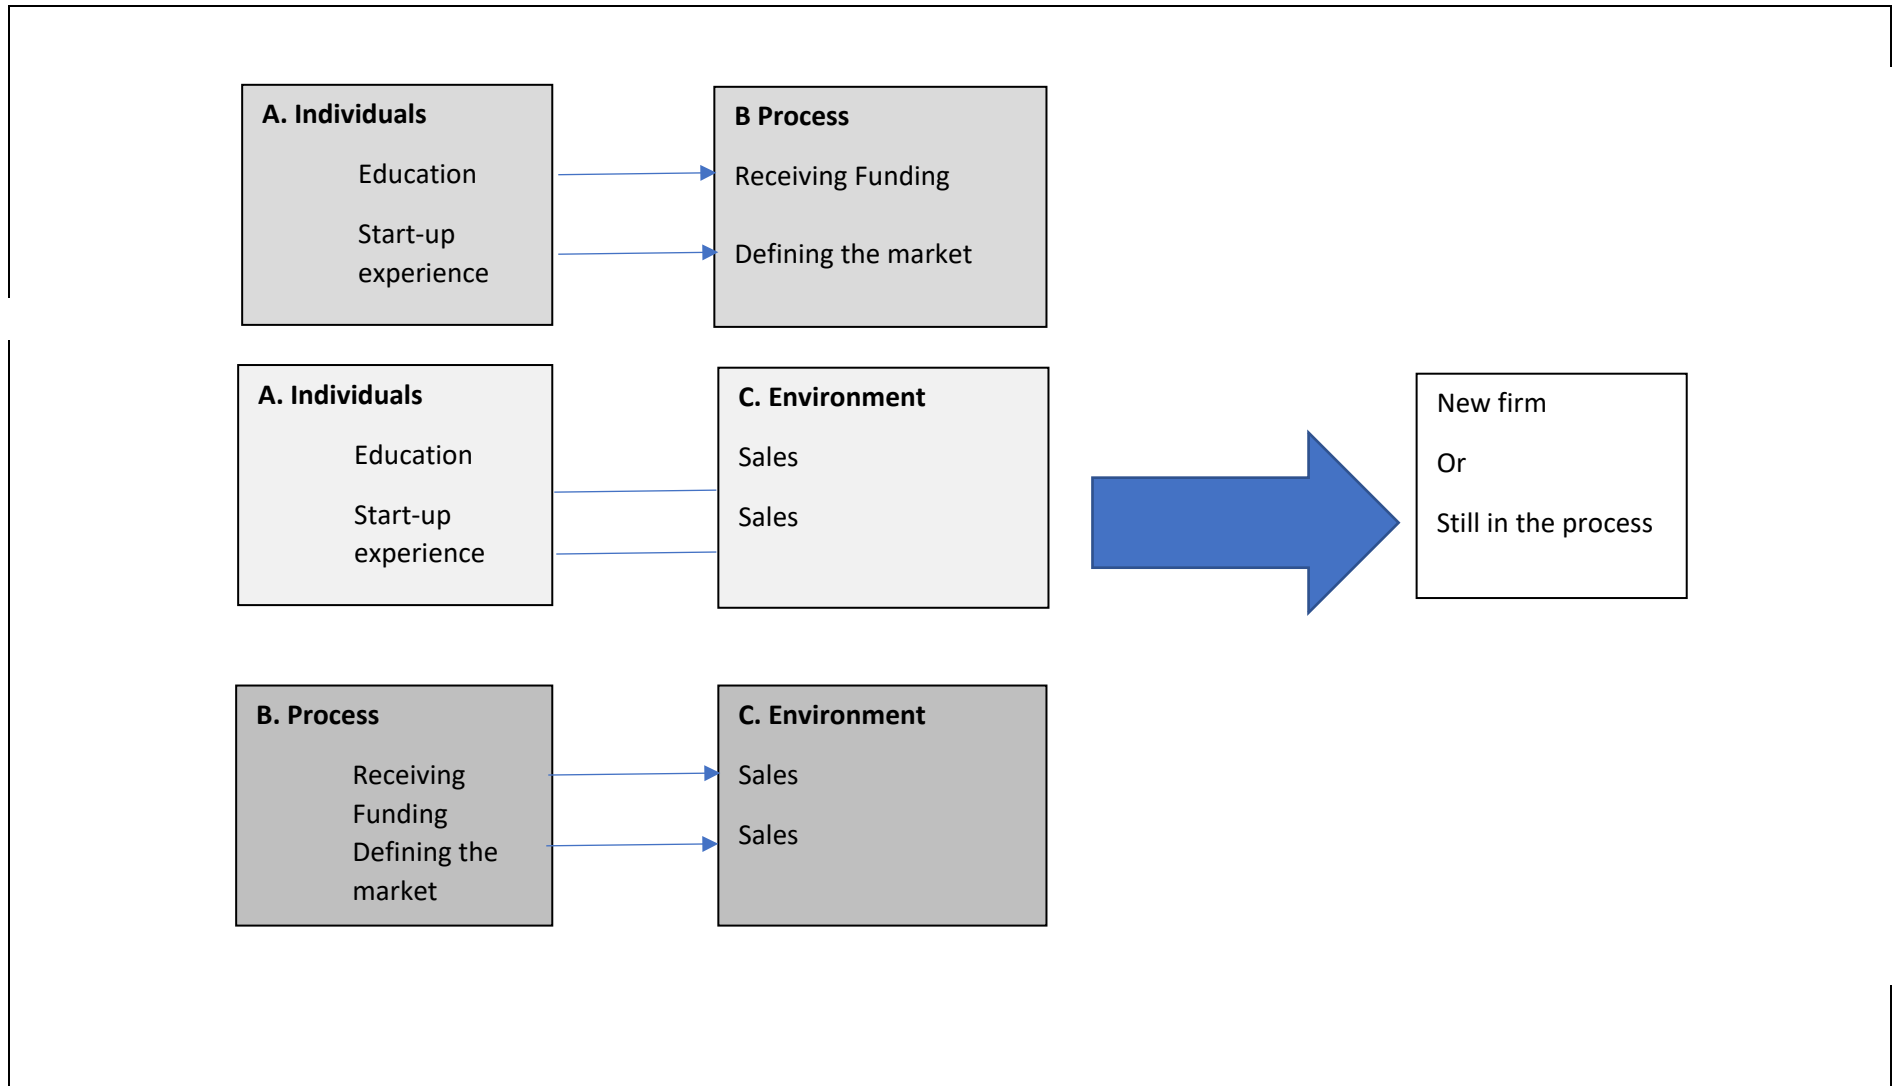 A. Individuals
Education
Start-up
experience
B Process
Receiving Funding
Defining the market
A. Individuals
Education
Start-up
experience
C. Environment
Sales
Sales
New firm
Or
Still in the process
B. Process
Receiving
Funding
Defining the
market
C. Environment
Sales
Sales